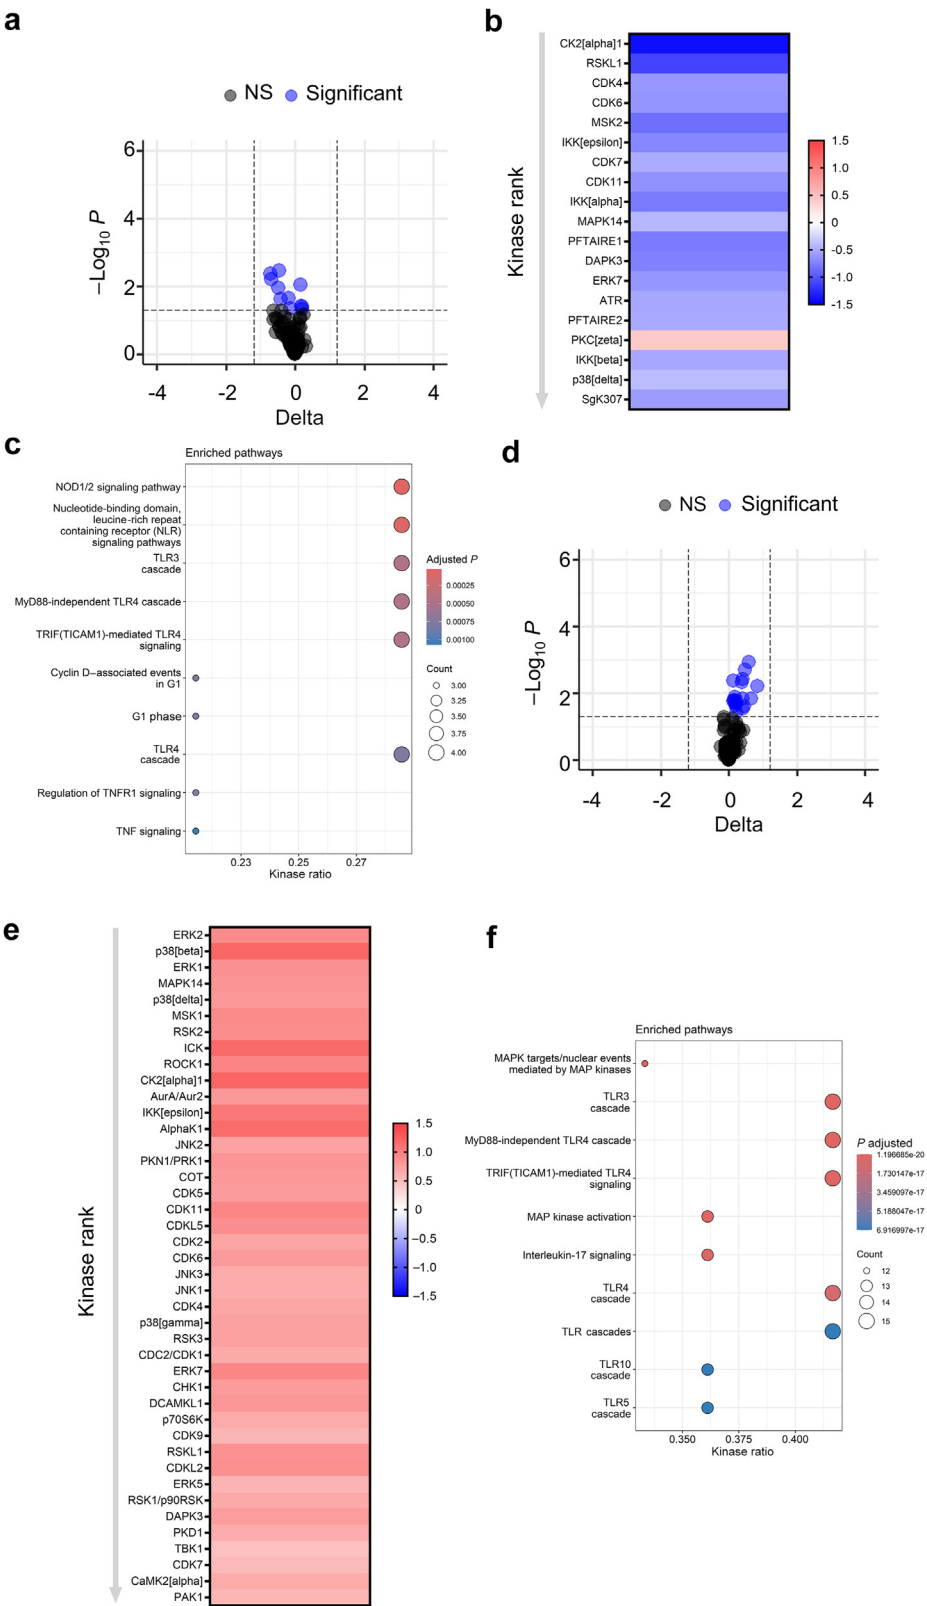 a
NS
Significant
6
4
2
0
−Log10 P
-4
-2
0
2
4
Delta
b
Kinase rank
CK2[alpha]1
RSKL1
CDK4
CDK6
MSK2
IKK[epsilon]
CDK7
CDK11
IKK[alpha]
MAPK14
PFTAIRE1
DAPK3
ERK7
ATR
PFTAIRE2
PKC[zeta]
IKK[beta]
p38[delta]
SgK307
1.5
1.0
0.5
0
−0.5
−1.0
−1.5
c
Enriched pathways
NOD1/2 signaling pathway
Nucleotide-binding domain,
leucine-rich repeat
containing receptor (NLR)
signaling pathways
TLR3
cascade
MyD88-independent TLR4 cascade
TRIF(TICAM1)-mediated TLR4
signaling
Cyclin D−associated events
in G1
G1 phase
TLR4
cascade
Regulation of TNFR1 signaling
TNF signaling
0.23
0.25
0.27
Kinase ratio
Adjusted P
0.00025
0.00050
0.00075
0.00100
Count
3.00
3.25
3.50
3.75
4.00
d
NS
Significant
6
4
2
0
−Log10 P
-4
-2
0
2
4
Delta
e
Kinase rank
ERK2
p38[beta]
ERK1
MAPK14
p38[delta]
MSK1
RSK2
ICK
ROCK1
CK2[alpha]1
AurA/Aur2
IKK[epsilon]
AlphaK1
JNK2
PKN1/PRK1
COT
CDK5
CDK11
CDKL5
CDK2
CDK6
JNK3
JNK1
CDK4
p38[gamma]
RSK3
CDC2/CDK1
ERK7
CHK1
DCAMKL1
p70S6K
CDK9
RSKL1
CDKL2
ERK5
RSK1/p90RSK
DAPK3
PKD1
TBK1
CDK7
CaMK2[alpha]
PAK1
1.5
1.0
0.5
0
−0.5
−1.0
−1.5
f
Enriched pathways
MAPK targets/nuclear events
mediated by MAP kinases
TLR3
cascade
MyD88-independent TLR4 cascade
TRIF(TICAM1)-mediated TLR4
signaling
MAP kinase activation
Interleukin-17 signaling
TLR4
cascade
TLR cascades
TLR10
cascade
TLR5
cascade
0.350
0.375
0.400
Kinase ratio
P adjusted
1.196685e-20
1.730147e-17
3.459097e-17
5.188047e-17
6.916997e-17
Count
12
13
14
15